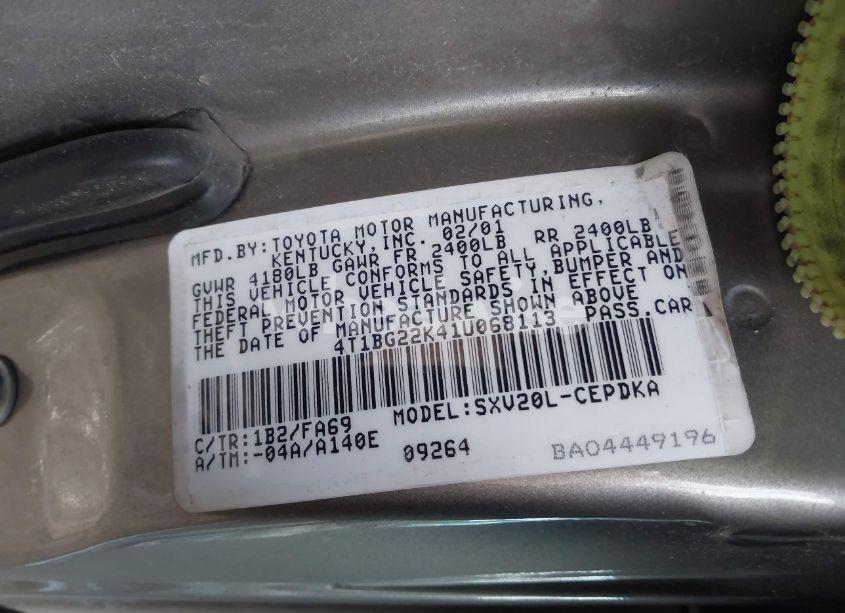 MFD.BY:TOYOTA MOTOR MANUFACTURING,
KENTUCKY,INC. 02/01
GVWR 4180LB GAWR FR 2400LB RR 2400LB
THIS VEHICLE CONFORMS TO ALL APPLICABLE
FEDERAL MOTOR VEHICLE SAFETY,BUMPER AND
THEFT PREVENTION STANDARDS IN EFFECT ON
THE DATE OF MANUFACTURE SHOWN ABOVE
4T1BG22K41U068113 PASS.CAR
C/TR:1B2/FA69 MODEL:SXV20L-CEPDKA
A/TM:-04A/A140E 09264 BA04449196